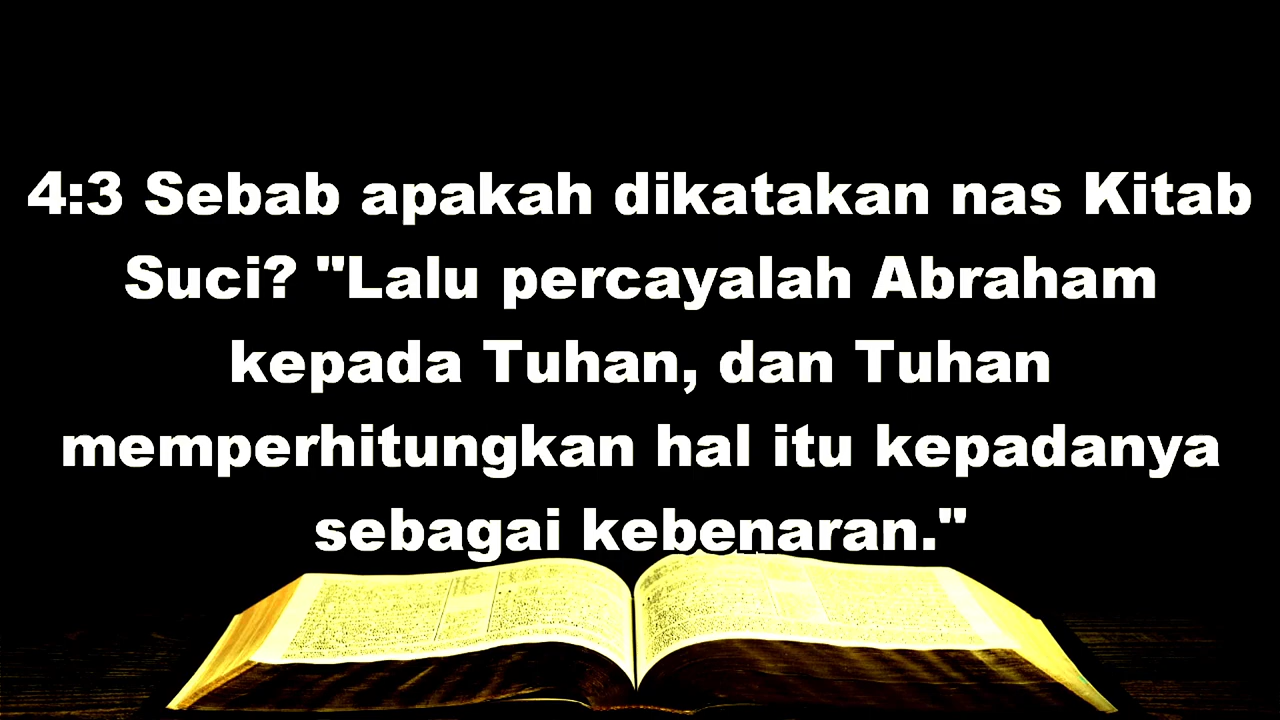 4:3 Sebab apakah dikatakan nas Kitab
Suci? "Lalu percayalah Abraham
kepada Tuhan, dan Tuhan
memperhitungkan hal itu kepadanya
sebagai kebenaran."